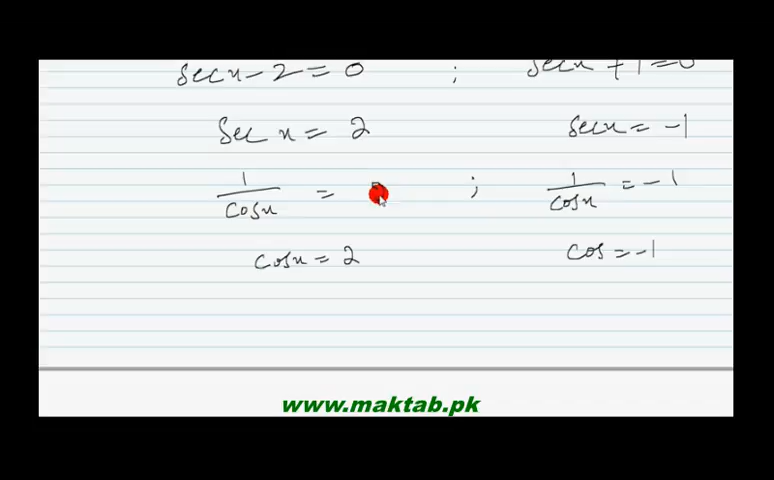 secx - 2 = 0 ; secx + 1 = 0
sec x = 2 secx = -1
1/cosx = ; 1/cosx = -1
cosx = 2 cos = -1
www.maktab.pk